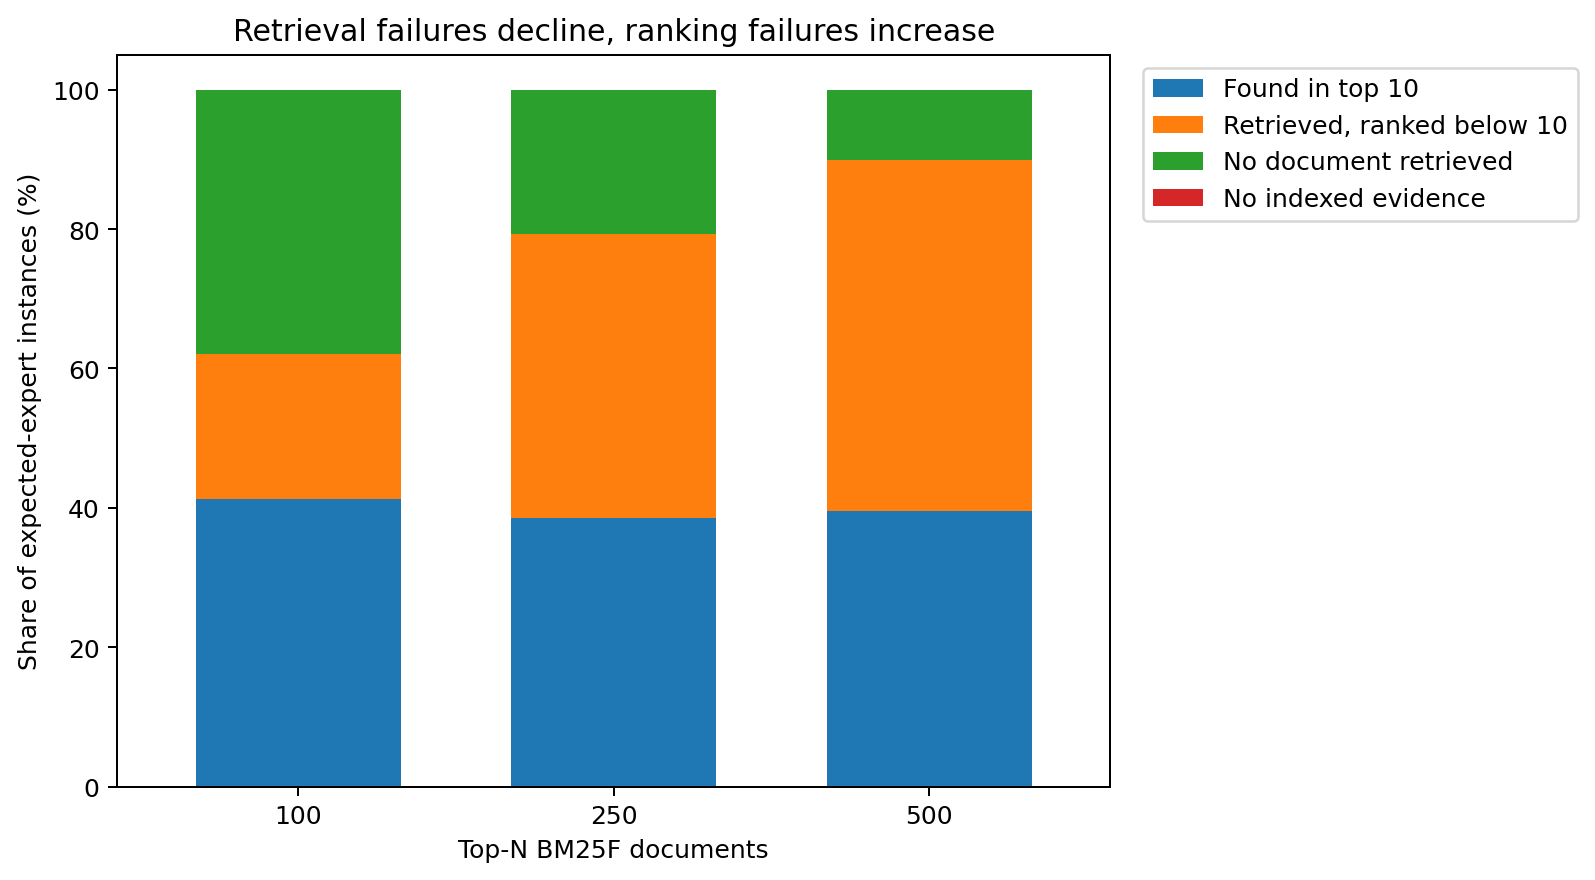 Retrieval failures decline, ranking failures increase
Found in top 10
Retrieved, ranked below 10
No document retrieved
No indexed evidence
Share of expected-expert instances (%)
100
80
60
40
20
0
100 250 500
Top-N BM25F documents